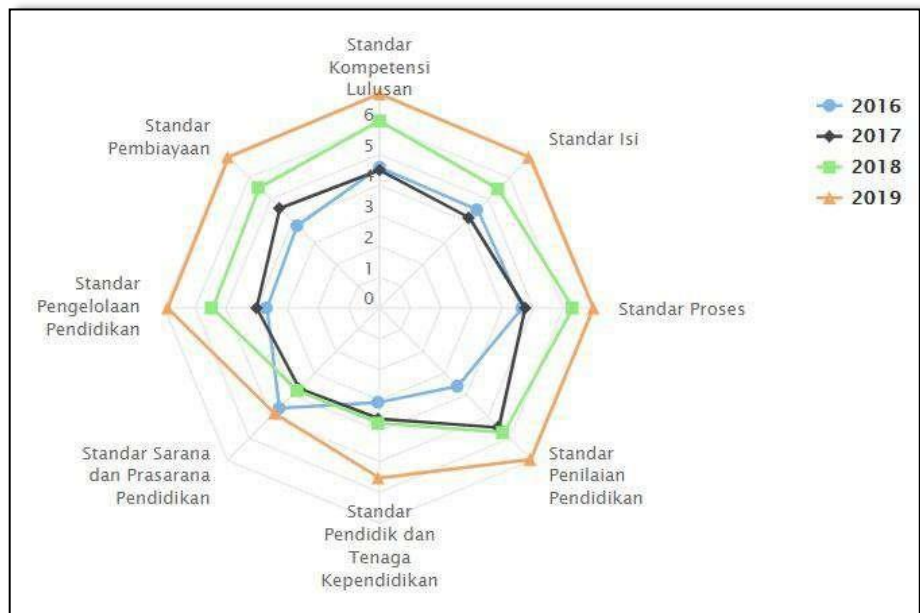 Standar
Kompetensi
Lulusan
Standar
Pembiayaan
Standar Isi
2016
2017
2018
2019
6
5
4
3
2
1
0
Standar
Pengelolaan
Pendidikan
Standar Proses
Standar Sarana
dan Prasarana
Pendidikan
Standar
Penilaian
Pendidikan
Standar
Pendidik dan
Tenaga
Kependidikan